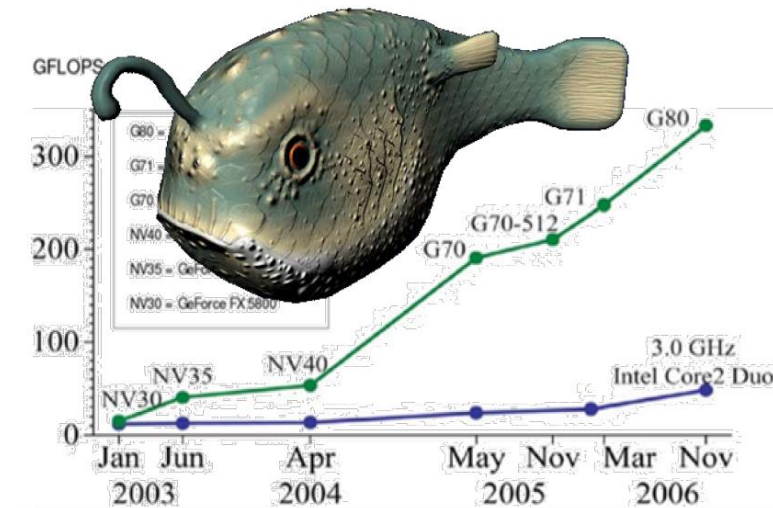 GFLOPS
G80 =
G71 =
G70
NV40 =
NV35 = GeFor
NV30 = GeForce FX 5800
300
200
100
0
G80
G71
G70-512
G70
NV40
NV35
NV30
3.0 GHz
Intel Core2 Duo
Jan Jun Apr May Nov Mar Nov
2003 2004 2005 2006